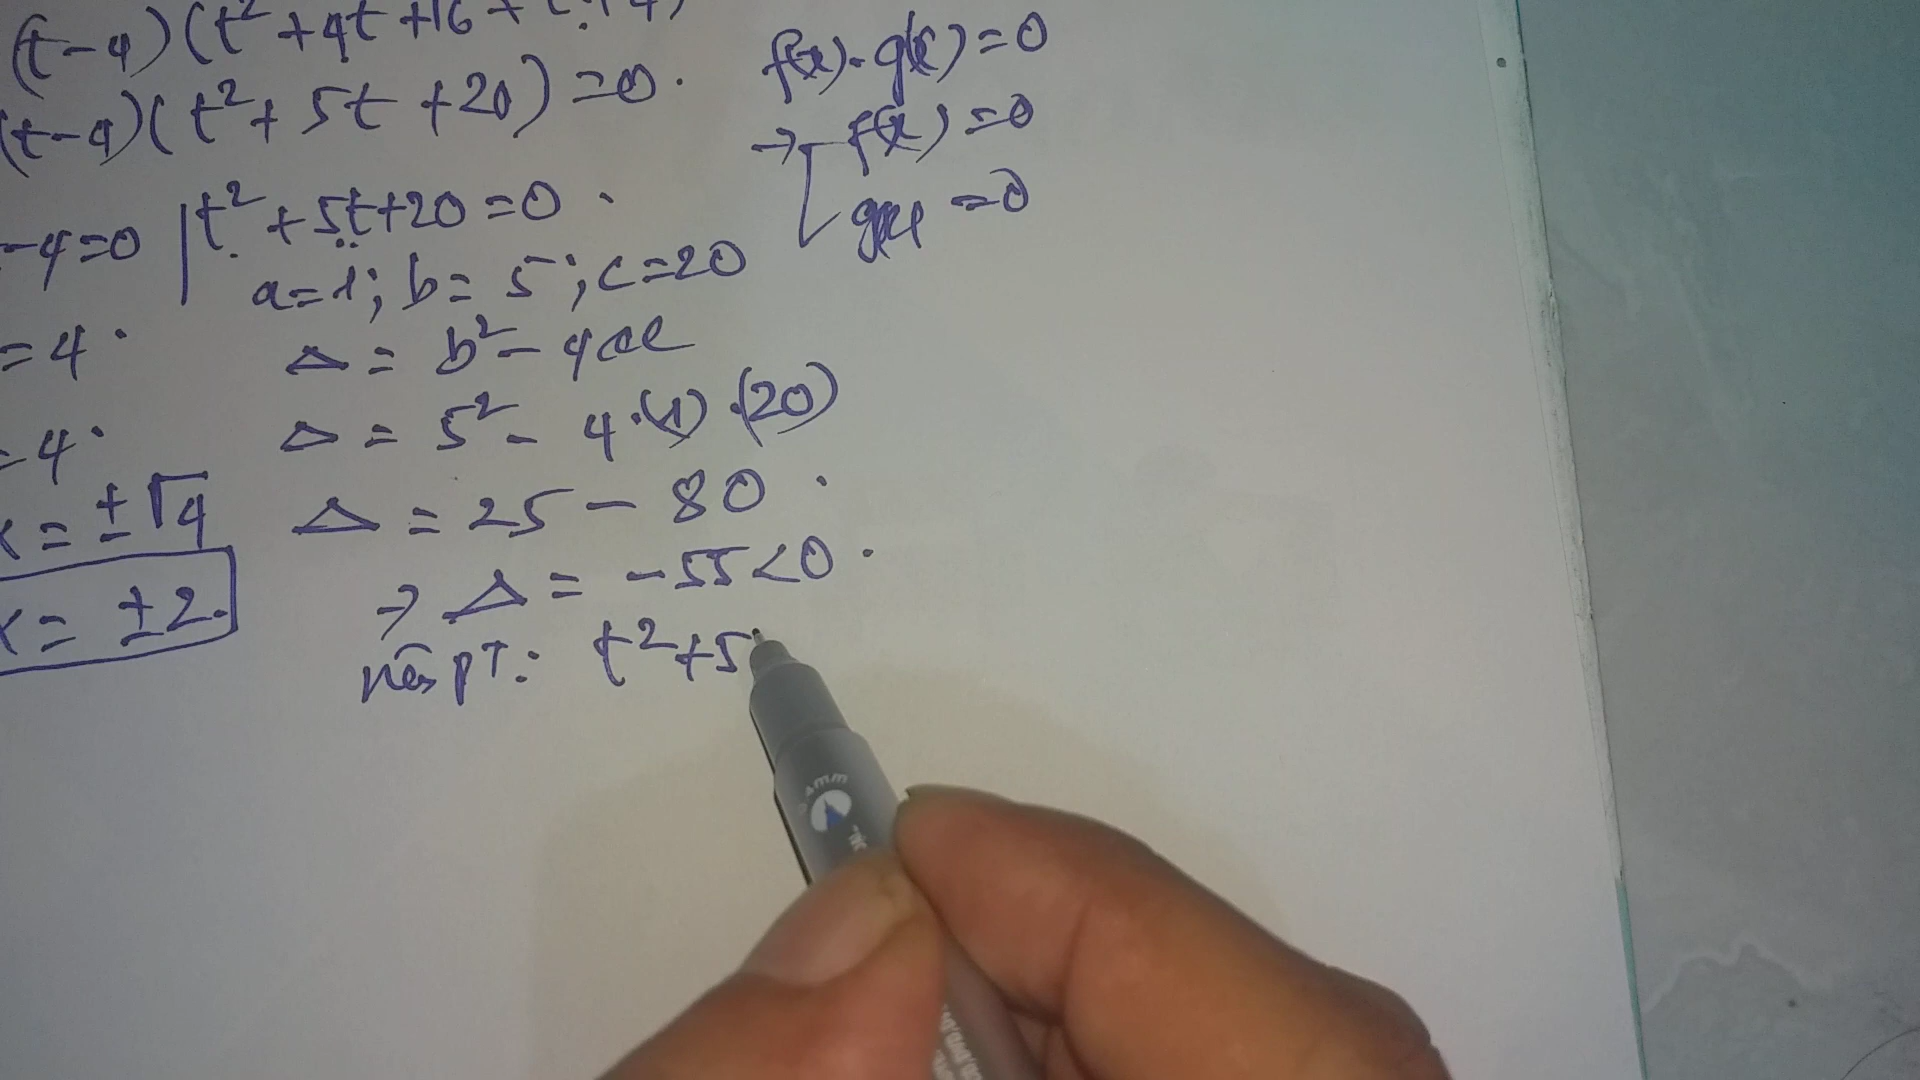 (t-4)(t²+4t+16+t+4)
(t-4)(t²+5t+20)=0.
-4=0 | t²+5t+20=0.
a=1; b=5; c=20
=4. Δ = b²-4ac
=4. Δ = 5²-4.(1).(20)
x=±√4 Δ = 25-80.
x=±2. → Δ = -55<0.
nên PT: t²+5
f(x).g(x)=0
→ f(x)=0
g(x)=0